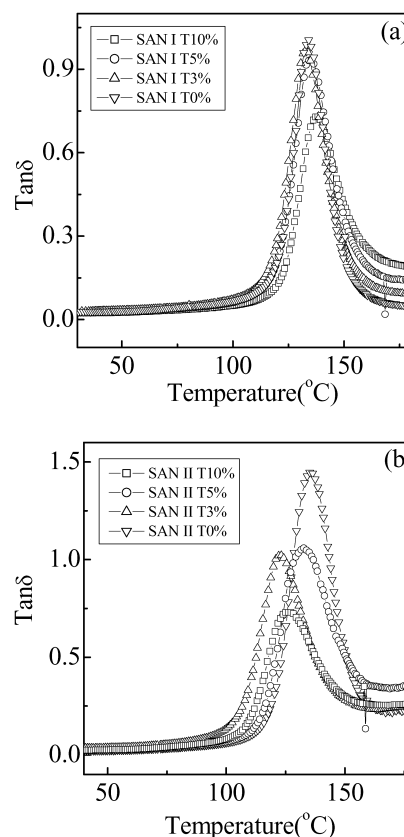 (a)
SAN I T10%
SAN I T5%
SAN I T3%
SAN I T0%
0.9
0.6
0.3
0.0
Tanδ
50 100 150
Temperature(°C)
(b)
SAN II T10%
SAN II T5%
SAN II T3%
SAN II T0%
1.5
1.0
0.5
0.0
Tanδ
50 100 150
Temperature(°C)